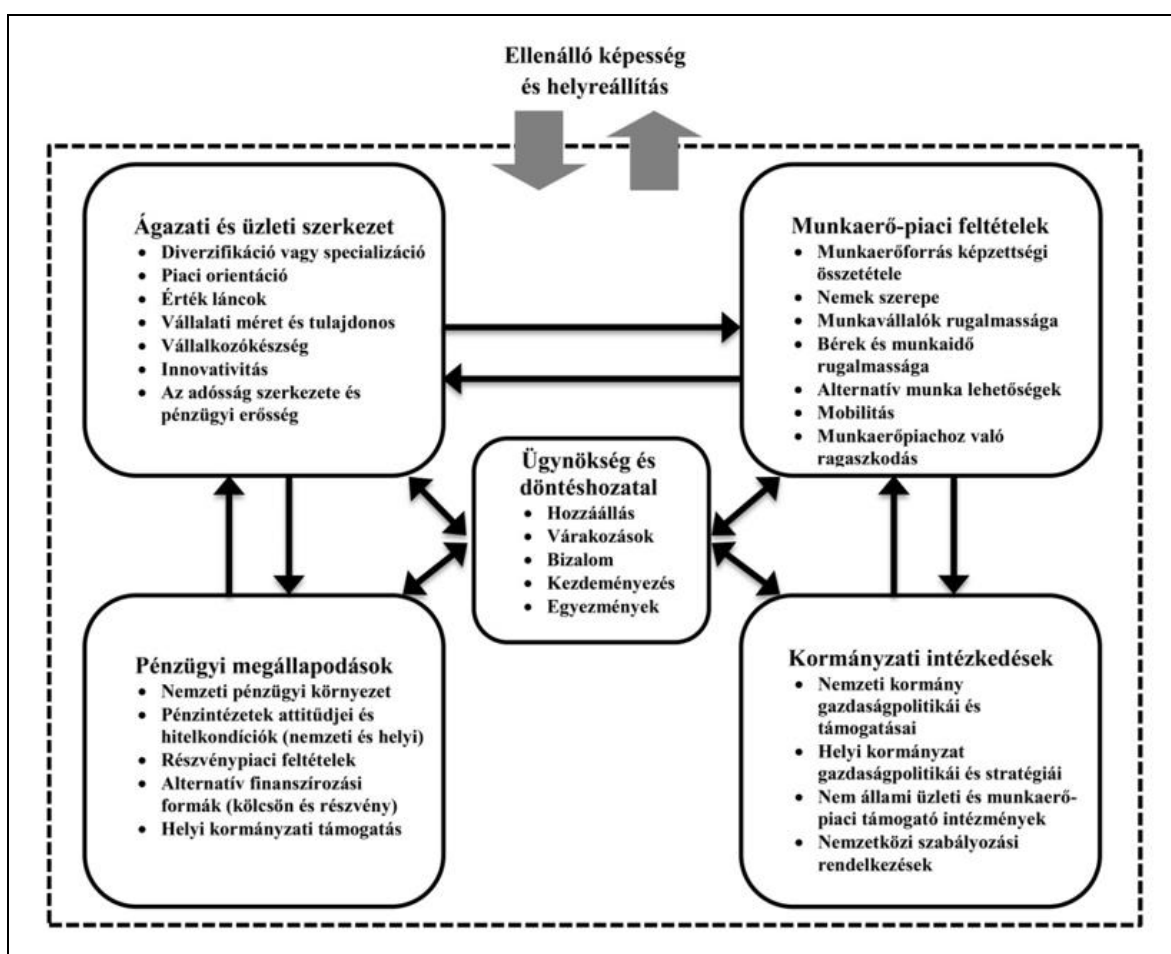 Ellenálló képesség
és helyreállítás
Ágazati és üzleti szerkezet
• Diverzifikáció vagy specializáció
• Piaci orientáció
• Érték láncok
• Vállalati méret és tulajdonos
• Vállalkozókészség
• Innovativitás
• Az adósság szerkezete és
pénzügyi erősség
Munkaerő-piaci feltételek
• Munkaerőforrás képzettségi
összetétele
• Nemek szerepe
• Munkavállalók rugalmassága
• Bérek és munkaidő
rugalmassága
• Alternatív munka lehetőségek
• Mobilitás
• Munkaerőpiachoz való
ragaszkodás
Ügynökség és
döntéshozatal
• Hozzáállás
• Várakozások
• Bizalom
• Kezdeményezés
• Egyezmények
Pénzügyi megállapodások
• Nemzeti pénzügyi környezet
• Pénzintézetek attitűdjei és
hitelkondíciók (nemzeti és helyi)
• Részvénypiaci feltételek
• Alternatív finanszírozási
formák (kölcsön és részvény)
• Helyi kormányzati támogatás
Kormányzati intézkedések
• Nemzeti kormány
gazdaságpolitikái és
támogatásai
• Helyi kormányzat
gazdaságpolitikái és stratégiái
• Nem állami üzleti és munkaerő-
piaci támogató intézmények
• Nemzetközi szabályozási
rendelkezések